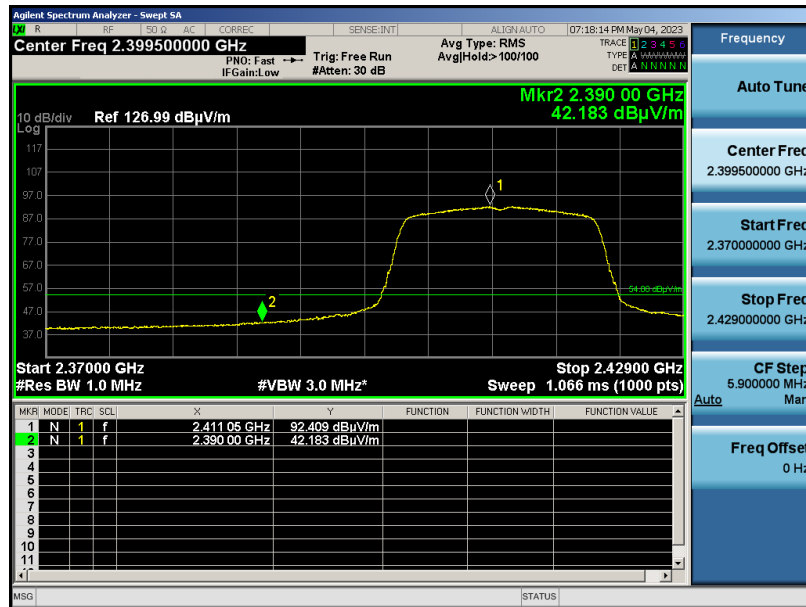 Agilent Spectrum Analyzer - Swept SA
LXI R RF 50 Ω AC CORREC SENSE:INT ALIGN AUTO 07:18:14 PM May 04, 2023
Center Freq 2.399500000 GHz
PNO: Fast
IFGain:Low
Trig: Free Run
#Atten: 30 dB
Avg Type: RMS
Avg|Hold:>100/100
TRACE 1 2 3 4 5 6
TYPE A WWWWW
DET A N N N N N
Mkr2 2.390 00 GHz
42.183 dBµV/m
10 dB/div Ref 126.99 dBµV/m
Log
117
107
97.0
87.0
77.0
67.0
57.0
47.0
37.0
1
2
54.00 dBµV/m
Start 2.37000 GHz Stop 2.42900 GHz
#Res BW 1.0 MHz #VBW 3.0 MHz* Sweep 1.066 ms (1000 pts)
MKR MODE TRC SCL X Y FUNCTION FUNCTION WIDTH FUNCTION VALUE
1 N 1 f 2.411 05 GHz 92.409 dBµV/m
2 N 1 f 2.390 00 GHz 42.183 dBµV/m
3
4
5
6
7
8
9
10
11
MSG STATUS
Frequency
Auto Tune
Center Freq
2.399500000 GHz
Start Freq
2.370000000 GHz
Stop Freq
2.429000000 GHz
CF Step
5.900000 MHz
Auto Man
Freq Offset
0 Hz